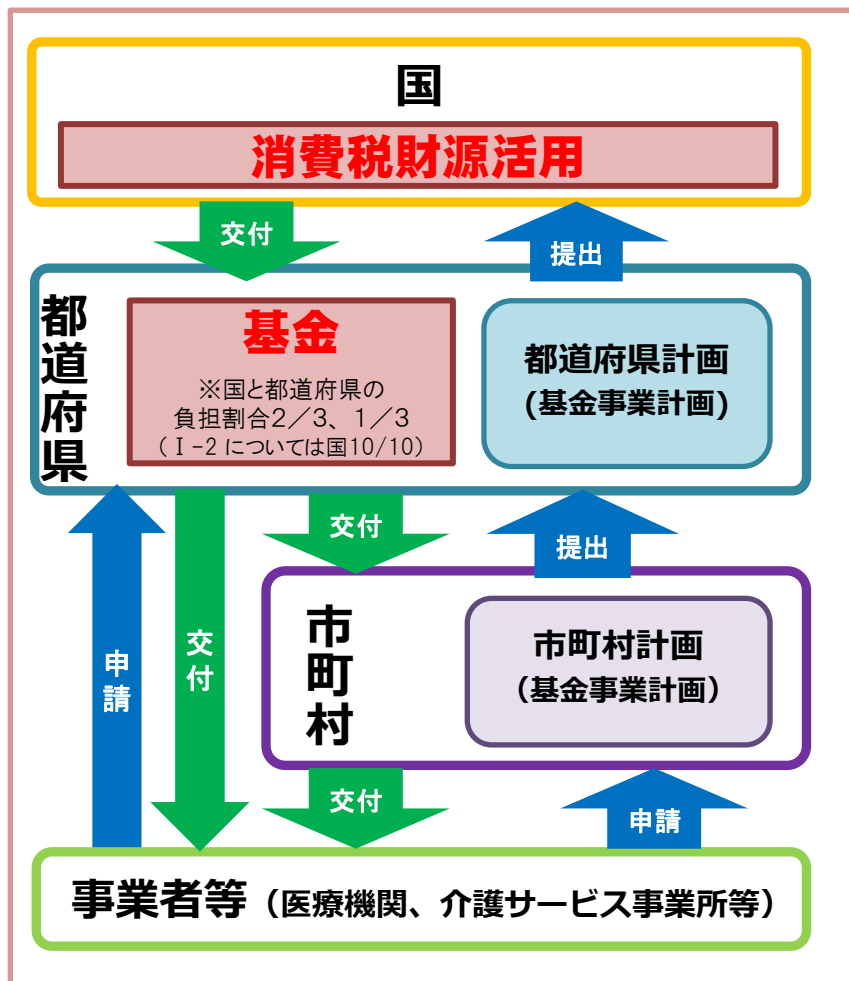 国
消費税財源活用
交付
提出
都道府県
基金
※国と都道府県の
負担割合2/3、1/3
(Ⅰ-2 については国10/10)
都道府県計画
(基金事業計画)
申請
交付
交付
提出
市町村
市町村計画
(基金事業計画)
交付
申請
事業者等(医療機関、介護サービス事業所等)